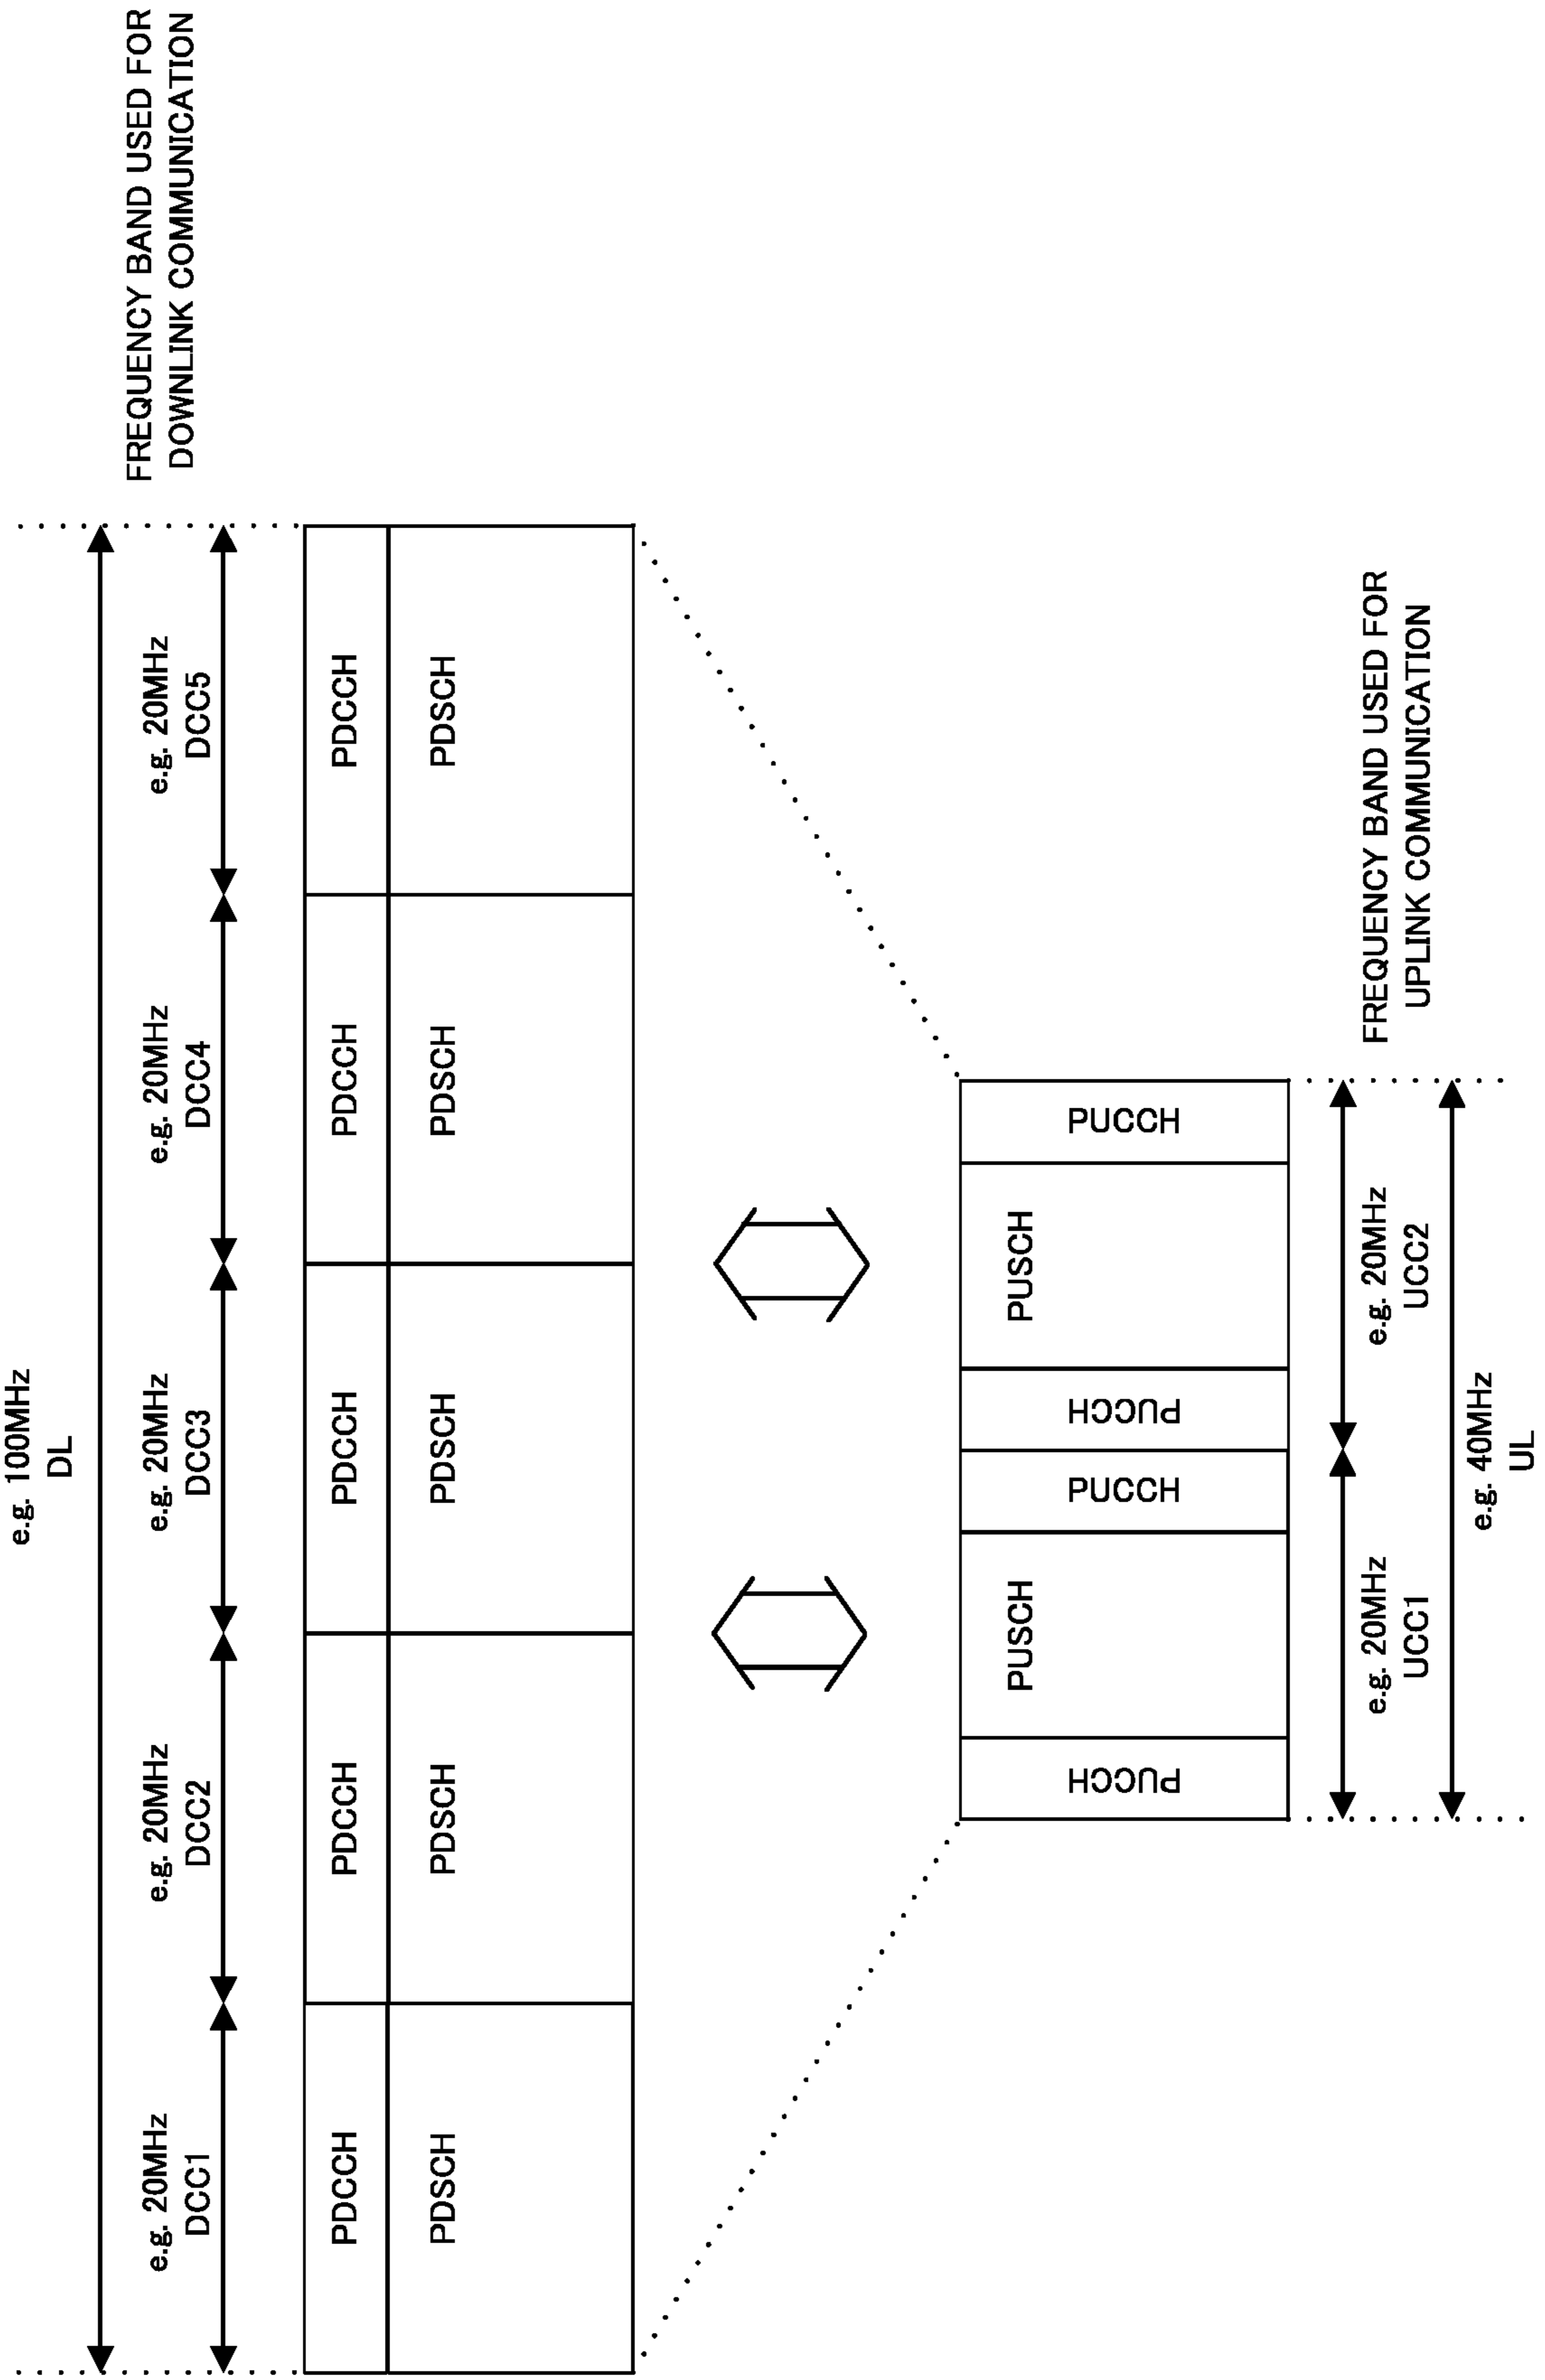 e.g. 100MHz
DL
FREQUENCY BAND USED FOR
DOWNLINK COMMUNICATION
e.g. 20MHz
DCC1
e.g. 20MHz
DCC2
e.g. 20MHz
DCC3
e.g. 20MHz
DCC4
e.g. 20MHz
DCC5
PDCCH
PDCCH
PDCCH
PDCCH
PDCCH
PDSCH
PDSCH
PDSCH
PDSCH
PDSCH
PUCCH
PUSCH
PUCCH
PUCCH
PUSCH
PUCCH
e.g. 20MHz
UCC1
e.g. 20MHz
UCC2
FREQUENCY BAND USED FOR
UPLINK COMMUNICATION
e.g. 40MHz
UL